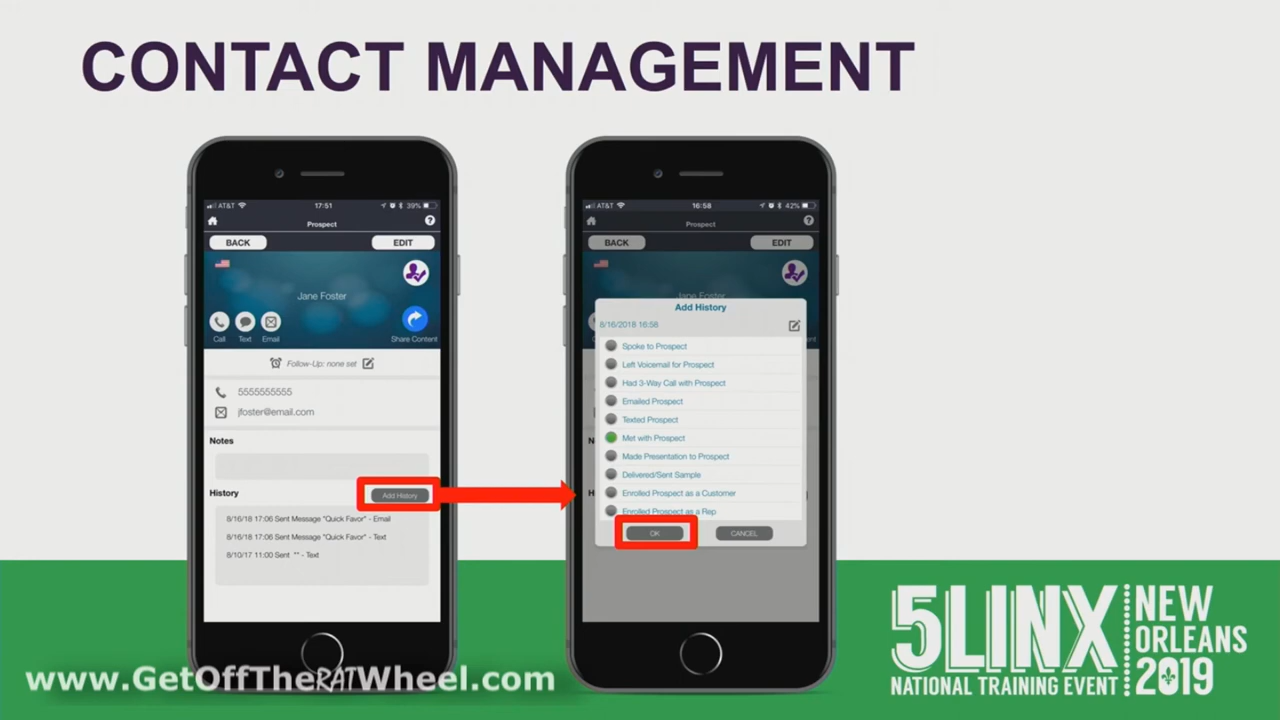 CONTACT MANAGEMENT
AT&T 17:51 39%
Prospect ?
BACK EDIT
Jane Foster
Call Text Email Share Content
Follow-Up: none set
5555555555
jfoster@email.com
Notes
History Add History
8/16/18 17:06 Sent Message "Quick Favor" - Email
8/16/18 17:06 Sent Message "Quick Favor" - Text
8/10/17 11:00 Sent "" - Text
AT&T 16:58 42%
Prospect ?
BACK EDIT
Jane Foster
Add History
8/16/2018 16:58
Spoke to Prospect
Left Voicemail for Prospect
Had 3-Way Call with Prospect
Emailed Prospect
Texted Prospect
Met with Prospect
Made Presentation to Prospect
Delivered/Sent Sample
Enrolled Prospect as a Customer
Enrolled Prospect as a Rep
OK CANCEL
www.GetOffTheRATWheel.com
5LINX
NATIONAL TRAINING EVENT
NEW
ORLEANS
2019